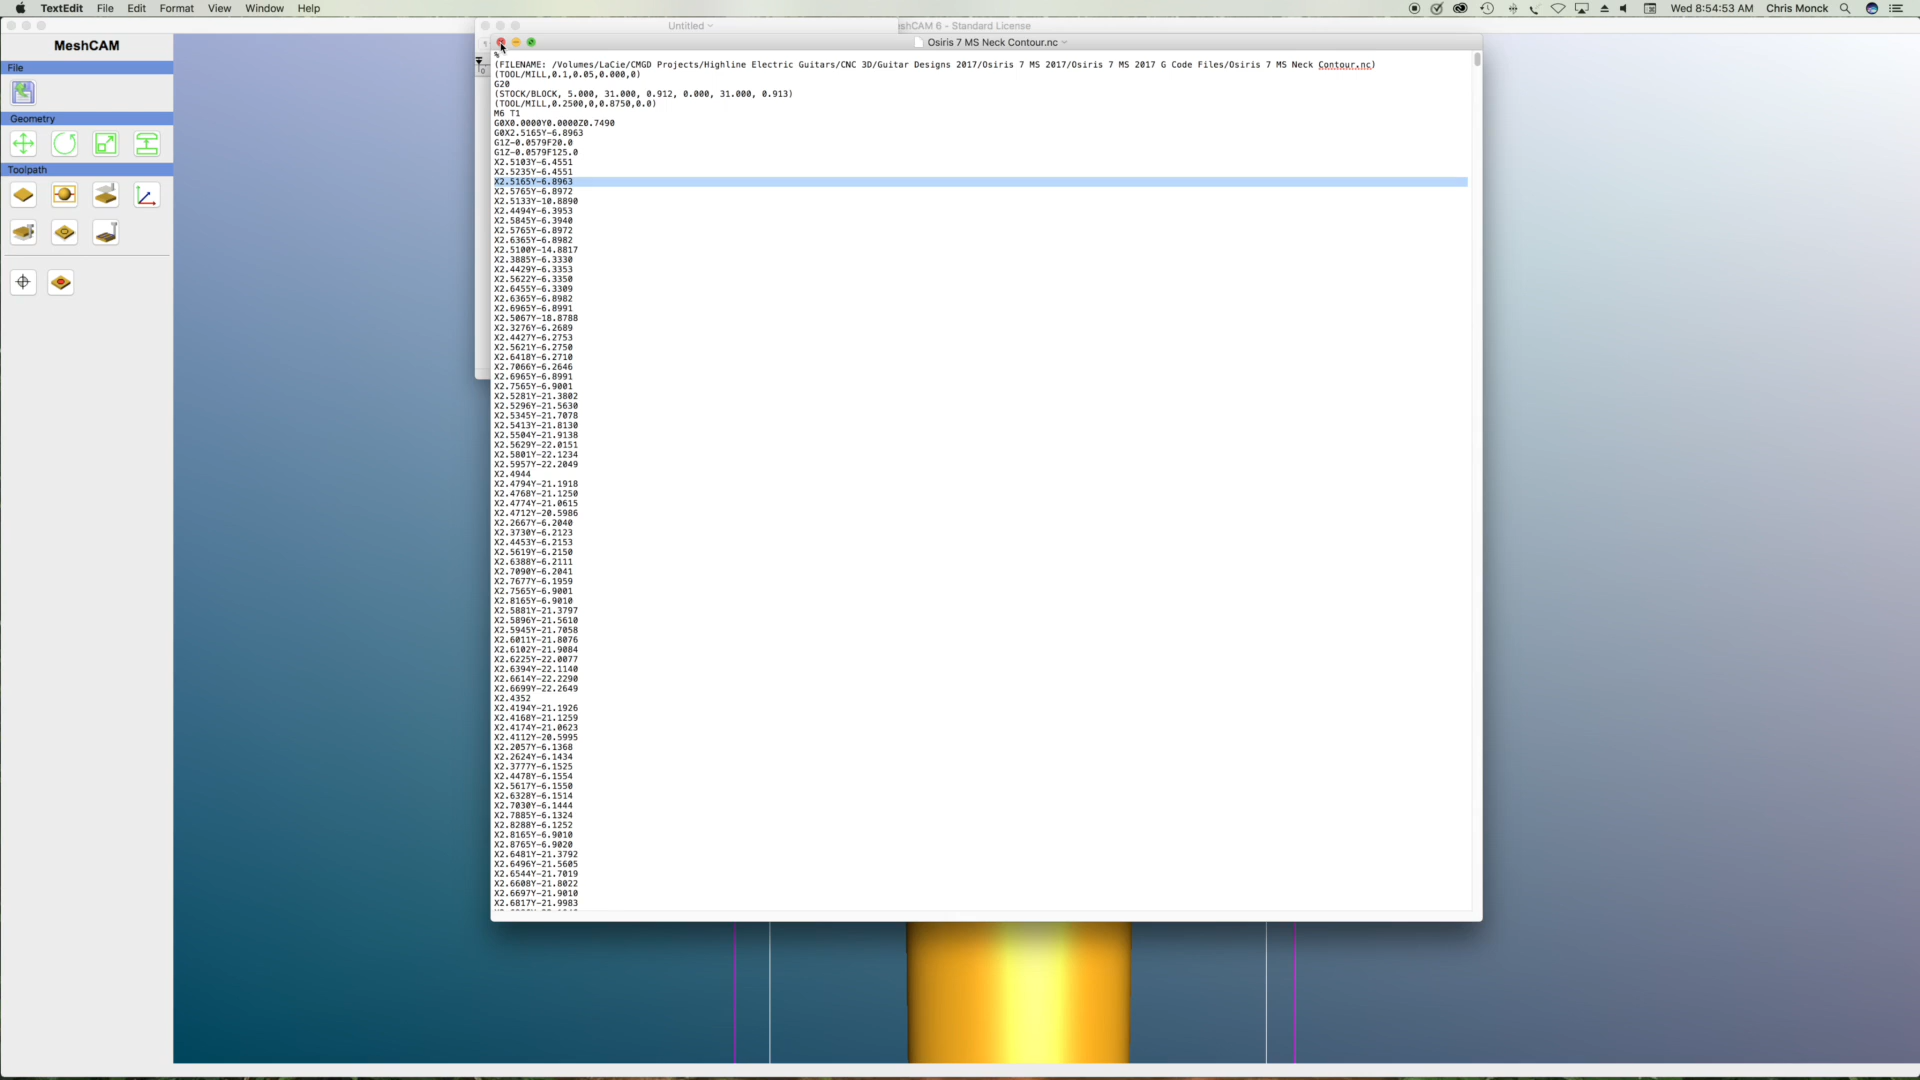 TextEdit File Edit Format View Window Help Wed 8:54:53 AM Chris Monck
Untitled
shCAM 6 - Standard License
MeshCAM
File
Geometry
Toolpath
Osiris 7 MS Neck Contour.nc
%
(FILENAME: /Volumes/LaCie/CMGD Projects/Highline Electric Guitars/CNC 3D/Guitar Designs 2017/Osiris 7 MS 2017/Osiris 7 MS 2017 G Code Files/Osiris 7 MS Neck Contour.nc)
(TOOL/MILL,0.1,0.05,0.000,0)
G20
(STOCK/BLOCK, 5.000, 31.000, 0.912, 0.000, 31.000, 0.913)
(TOOL/MILL,0.2500,0,0.8750,0.0)
M6 T1
G0X0.0000Y0.0000Z0.7490
G0X2.5165Y-6.8963
G1Z-0.0579F20.0
G1Z-0.0579F125.0
X2.5103Y-6.4551
X2.5235Y-6.4551
X2.5165Y-6.8963
X2.5765Y-6.8972
X2.5133Y-10.8890
X2.4494Y-6.3953
X2.5845Y-6.3940
X2.5765Y-6.8972
X2.6365Y-6.8982
X2.5100Y-14.8817
X2.3885Y-6.3330
X2.4429Y-6.3353
X2.5622Y-6.3350
X2.6455Y-6.3309
X2.6365Y-6.8982
X2.6965Y-6.8991
X2.5067Y-18.8788
X2.3276Y-6.2689
X2.4427Y-6.2753
X2.5621Y-6.2750
X2.6418Y-6.2710
X2.7066Y-6.2646
X2.6965Y-6.8991
X2.7565Y-6.9001
X2.5281Y-21.3802
X2.5296Y-21.5630
X2.5345Y-21.7078
X2.5413Y-21.8130
X2.5504Y-21.9138
X2.5629Y-22.0151
X2.5801Y-22.1234
X2.5957Y-22.2049
X2.4944
X2.4794Y-21.1918
X2.4768Y-21.1250
X2.4774Y-21.0615
X2.4712Y-20.5986
X2.2667Y-6.2040
X2.3730Y-6.2123
X2.4453Y-6.2153
X2.5619Y-6.2150
X2.6388Y-6.2111
X2.7090Y-6.2041
X2.7677Y-6.1959
X2.7565Y-6.9001
X2.8165Y-6.9010
X2.5881Y-21.3797
X2.5896Y-21.5610
X2.5945Y-21.7058
X2.6011Y-21.8076
X2.6102Y-21.9084
X2.6225Y-22.0077
X2.6394Y-22.1140
X2.6614Y-22.2290
X2.6699Y-22.2649
X2.4352
X2.4194Y-21.1926
X2.4168Y-21.1259
X2.4174Y-21.0623
X2.4112Y-20.5995
X2.2057Y-6.1368
X2.2624Y-6.1434
X2.3777Y-6.1525
X2.4478Y-6.1554
X2.5617Y-6.1550
X2.6328Y-6.1514
X2.7030Y-6.1444
X2.7885Y-6.1324
X2.8288Y-6.1252
X2.8165Y-6.9010
X2.8765Y-6.9020
X2.6481Y-21.3792
X2.6496Y-21.5605
X2.6544Y-21.7019
X2.6608Y-21.8022
X2.6697Y-21.9010
X2.6817Y-21.9983